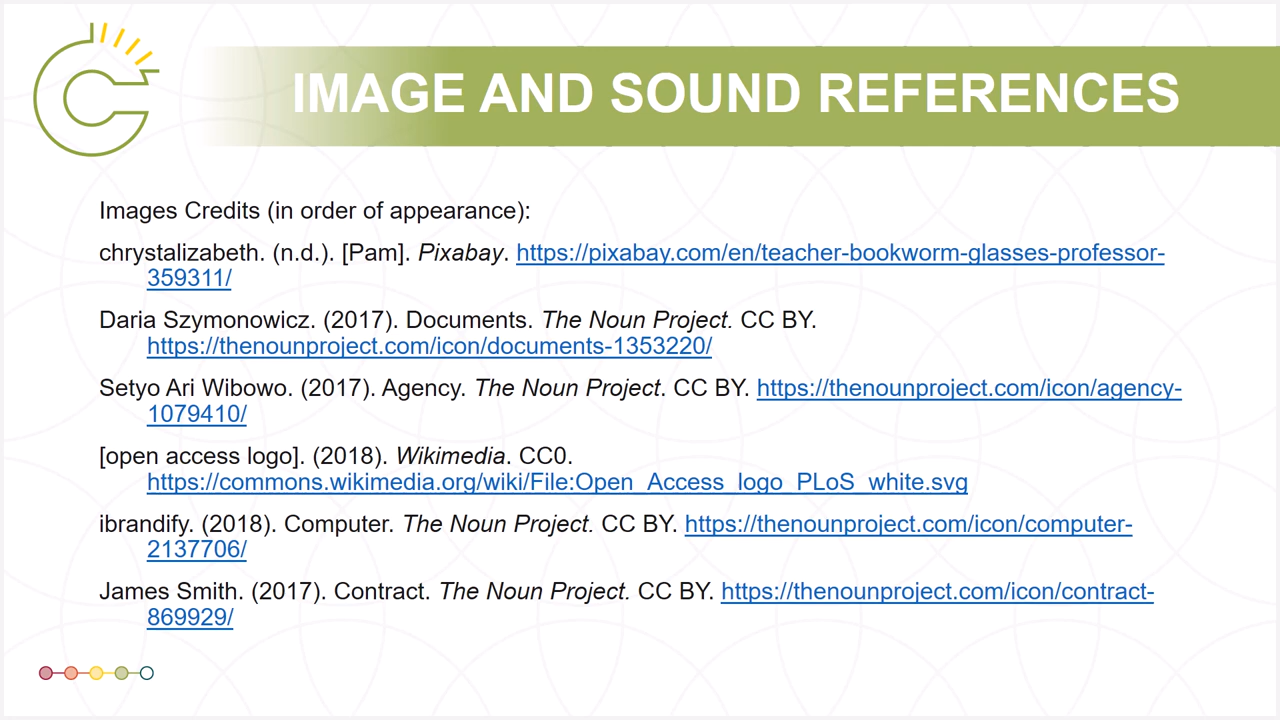 IMAGE AND SOUND REFERENCES
Images Credits (in order of appearance):
chrystalizabeth. (n.d.). [Pam]. Pixabay. https://pixabay.com/en/teacher-bookworm-glasses-professor-
359311/
Daria Szymonowicz. (2017). Documents. The Noun Project. CC BY.
https://thenounproject.com/icon/documents-1353220/
Setyo Ari Wibowo. (2017). Agency. The Noun Project. CC BY. https://thenounproject.com/icon/agency-
1079410/
[open access logo]. (2018). Wikimedia. CC0.
https://commons.wikimedia.org/wiki/File:Open_Access_logo_PLoS_white.svg
ibrandify. (2018). Computer. The Noun Project. CC BY. https://thenounproject.com/icon/computer-
2137706/
James Smith. (2017). Contract. The Noun Project. CC BY. https://thenounproject.com/icon/contract-
869929/